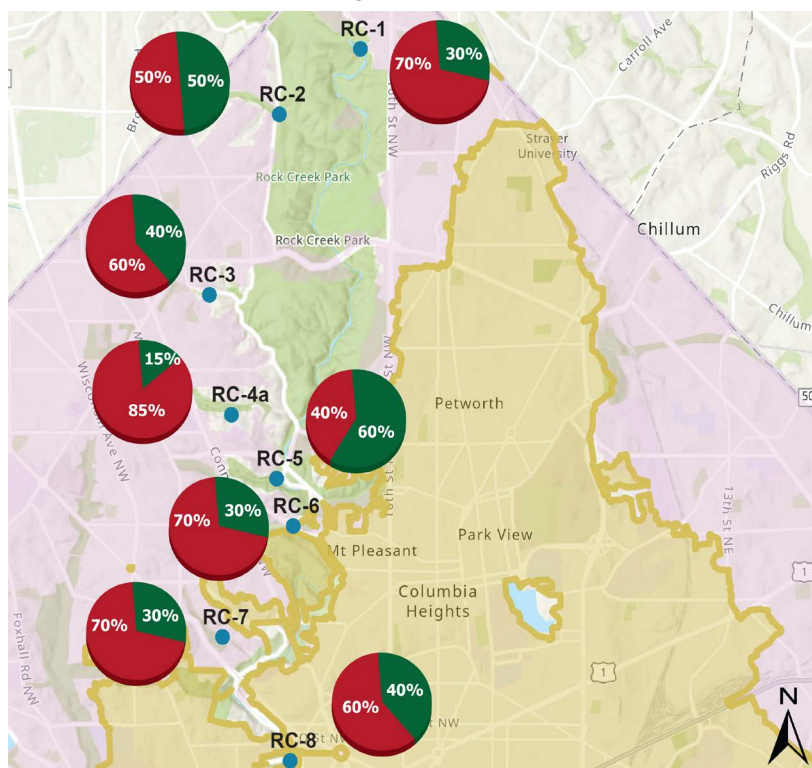 RC-1
50%
50%
70%
30%
Carroll Ave
RC-2
Strayer
University
Riggs Rd
Rock Creek Park
40%
60%
Rock Creek Park
Chillum
RC-3
Chillum
15%
85%
RC-4a
Wisconsin Ave NW
40%
60%
Petworth
50
RC-5
70%
30%
RC-6
Mt Pleasant
Park View
13th St NE
1
Columbia
Heights
70%
30%
RC-7
Foxhall Rd NW
1
60%
40%
St NW
N
RC-8